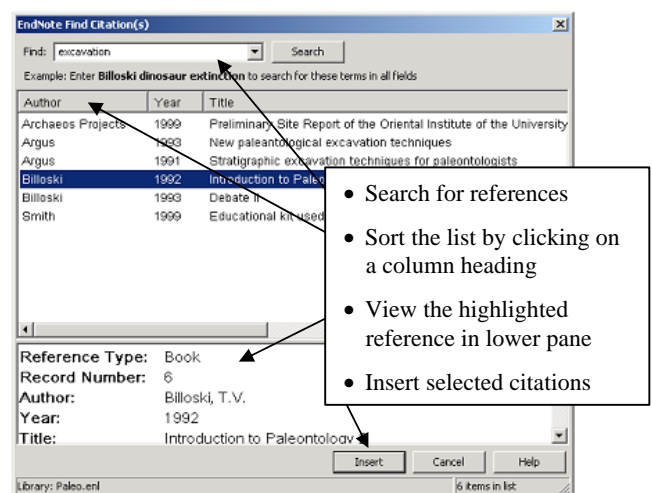 EndNote Find Citation(s)
Find: excavation Search
Example: Enter Billoski dinosaur extinction to search for these terms in all fields
Author Year Title
Archaeos Projects 1999 Preliminary Site Report of the Oriental Institute of the University
Argus 1993 New paleantological excavation techniques
Argus 1991 Stratigraphic excavation techniques for paleontologists
Billoski 1992 Introduction to Paleo
Billoski 1993 Debate II
Smith 1999 Educational kit used
• Search for references
• Sort the list by clicking on
a column heading
• View the highlighted
reference in lower pane
• Insert selected citations
Reference Type: Book
Record Number: 6
Author: Billoski, T.V.
Year: 1992
Title: Introduction to Paleontology
Insert Cancel Help
Library: Paleo.enl 6 items in list